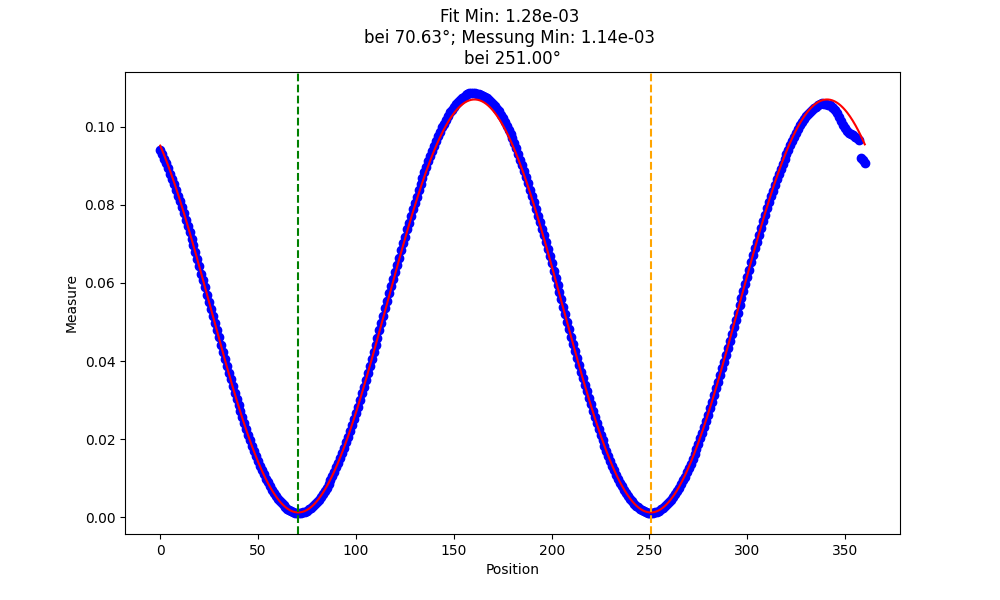 Fit Min: 1.28e-03
bei 70.63°; Messung Min: 1.14e-03
bei 251.00°
Measure
0.10
0.08
0.06
0.04
0.02
0.00
0 50 100 150 200 250 300 350
Position